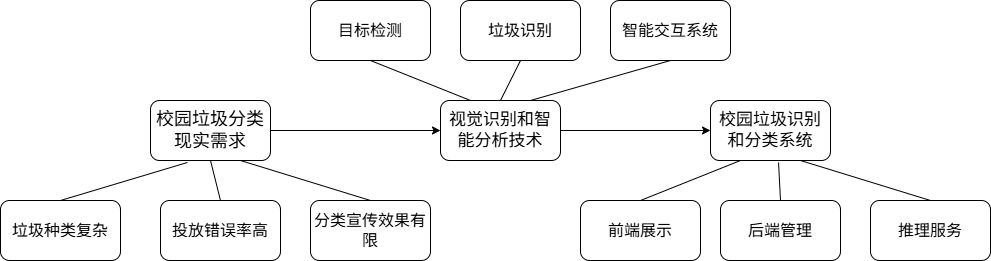 目标检测
垃圾识别
智能交互系统
校园垃圾分类
现实需求
视觉识别和智
能分析技术
校园垃圾识别
和分类系统
垃圾种类复杂
投放错误率高
分类宣传效果有
限
前端展示
后端管理
推理服务